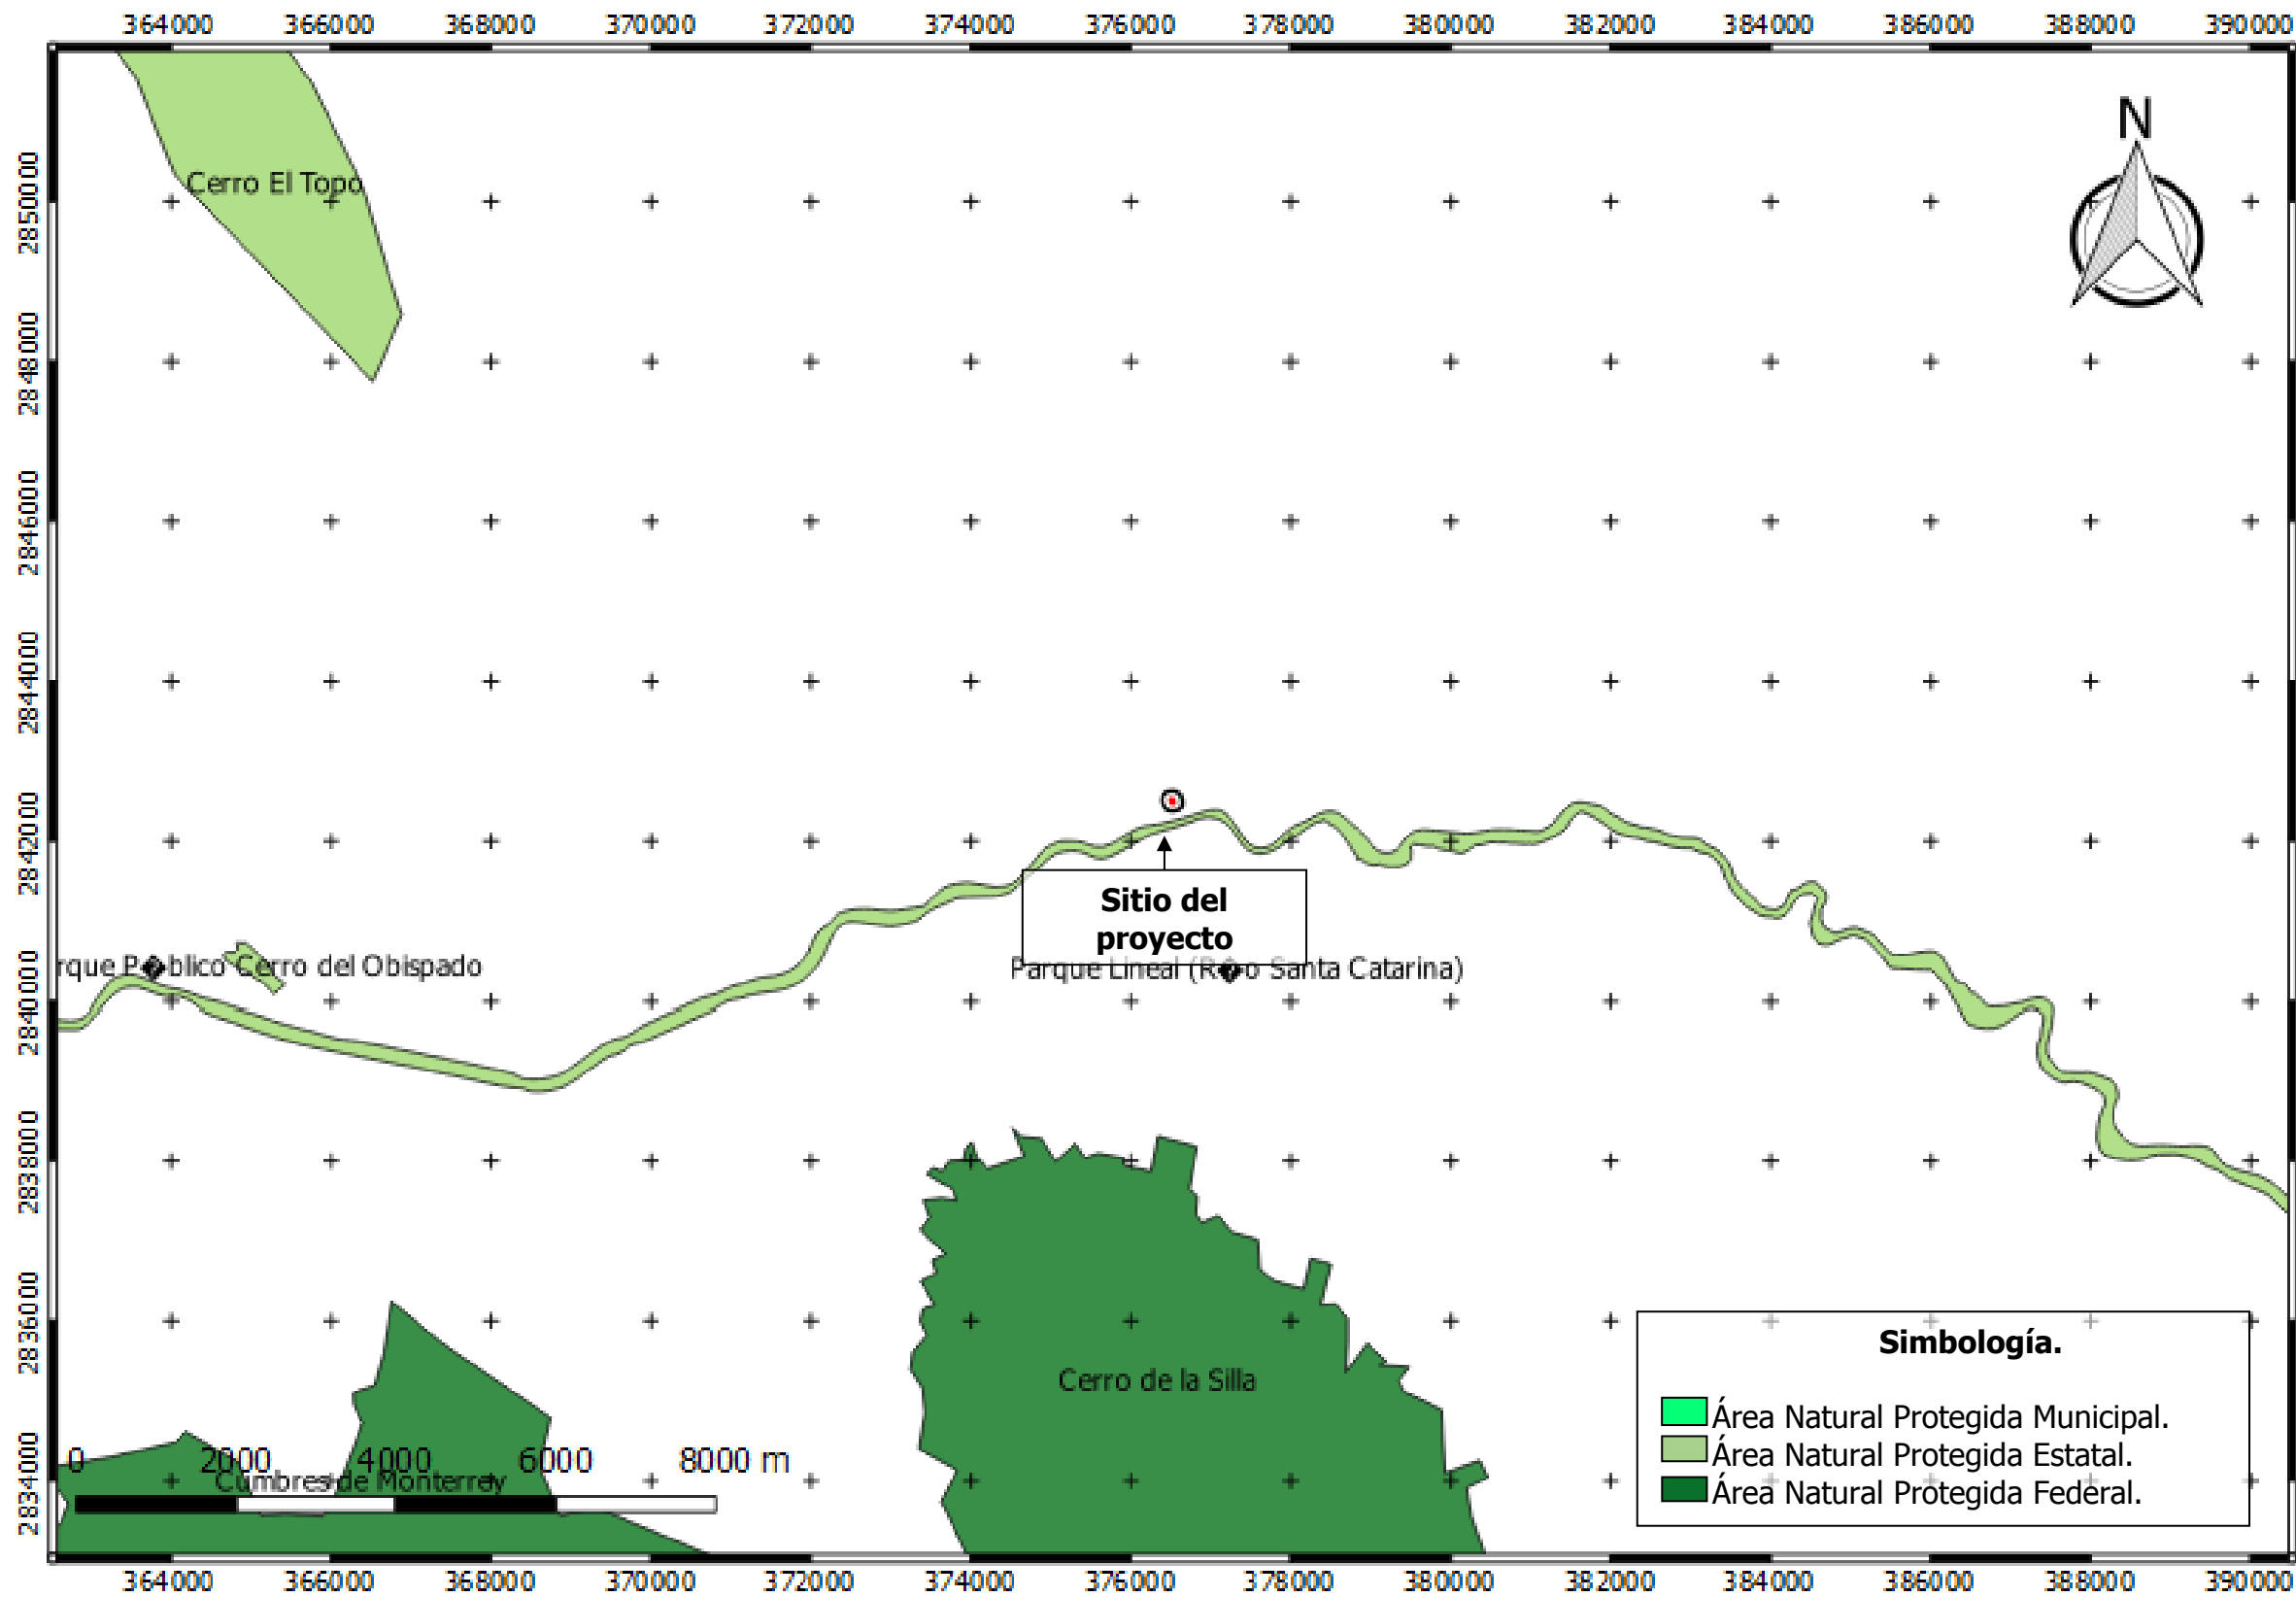 364000 366000 368000 370000 372000 374000 376000 378000 380000 382000 384000 386000 388000 390000
N
2850000
Cerro El Topo
2848000
2846000
2844000
2842000
Sitio del
proyecto
rque P�blico Cerro del Obispado
Parque Lineal (R�o Santa Catarina)
2840000
2838000
2836000
Simbología.
Cerro de la Silla
Área Natural Protegida Municipal.
Área Natural Protegida Estatal.
Área Natural Protegida Federal.
0 2000 4000 6000 8000 m
Cumbres de Monterrey
2834000
364000 366000 368000 370000 372000 374000 376000 378000 380000 382000 384000 386000 388000 390000